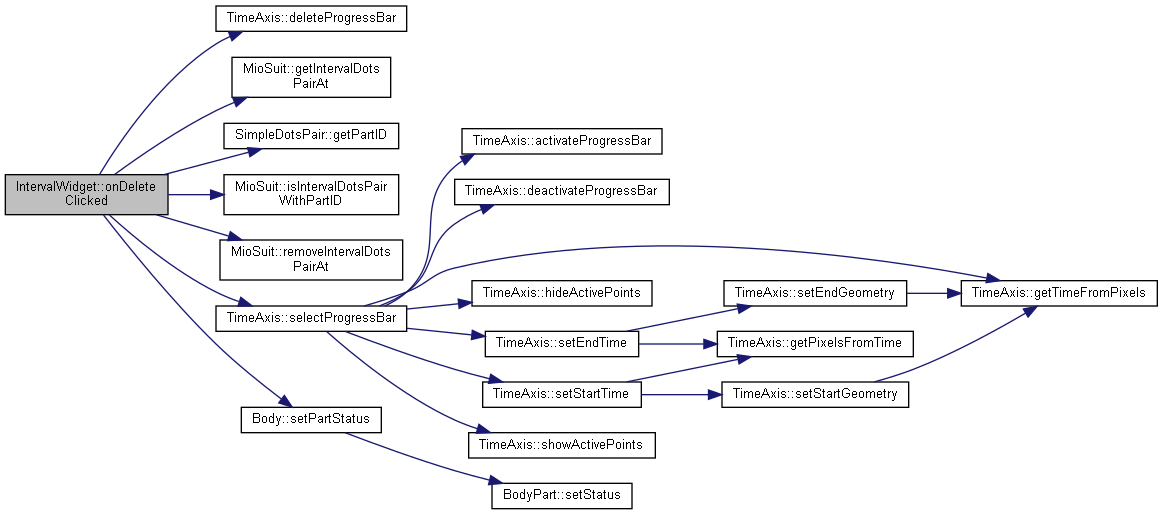 TimeAxis::deleteProgressBar
MioSuit::getIntervalDots
PairAt
SimpleDotsPair::getPartID
IntervalWidget::onDelete
Clicked
MioSuit::isIntervalDotsPair
WithPartID
MioSuit::removeIntervalDots
PairAt
TimeAxis::selectProgressBar
Body::setPartStatus
TimeAxis::activateProgressBar
TimeAxis::deactivateProgressBar
TimeAxis::hideActivePoints
TimeAxis::setEndTime
TimeAxis::setStartTime
TimeAxis::showActivePoints
BodyPart::setStatus
TimeAxis::setEndGeometry
TimeAxis::getPixelsFromTime
TimeAxis::setStartGeometry
TimeAxis::getTimeFromPixels